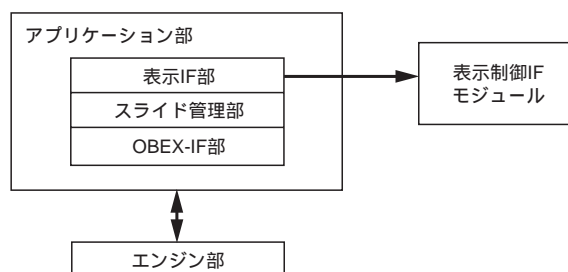 アプリケーション部
表示IF部
スライド管理部
OBEX-IF部
表示制御IF
モジュール
エンジン部